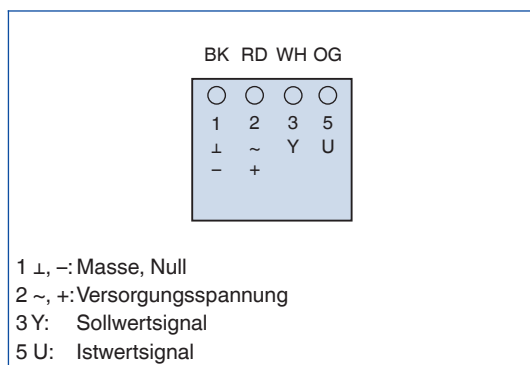 BK RD WH OG
1 2 3 5
⊥ ~ Y U
– +
1 ⊥, –: Masse, Null
2 ~, +: Versorgungsspannung
3 Y: Sollwertsignal
5 U: Istwertsignal